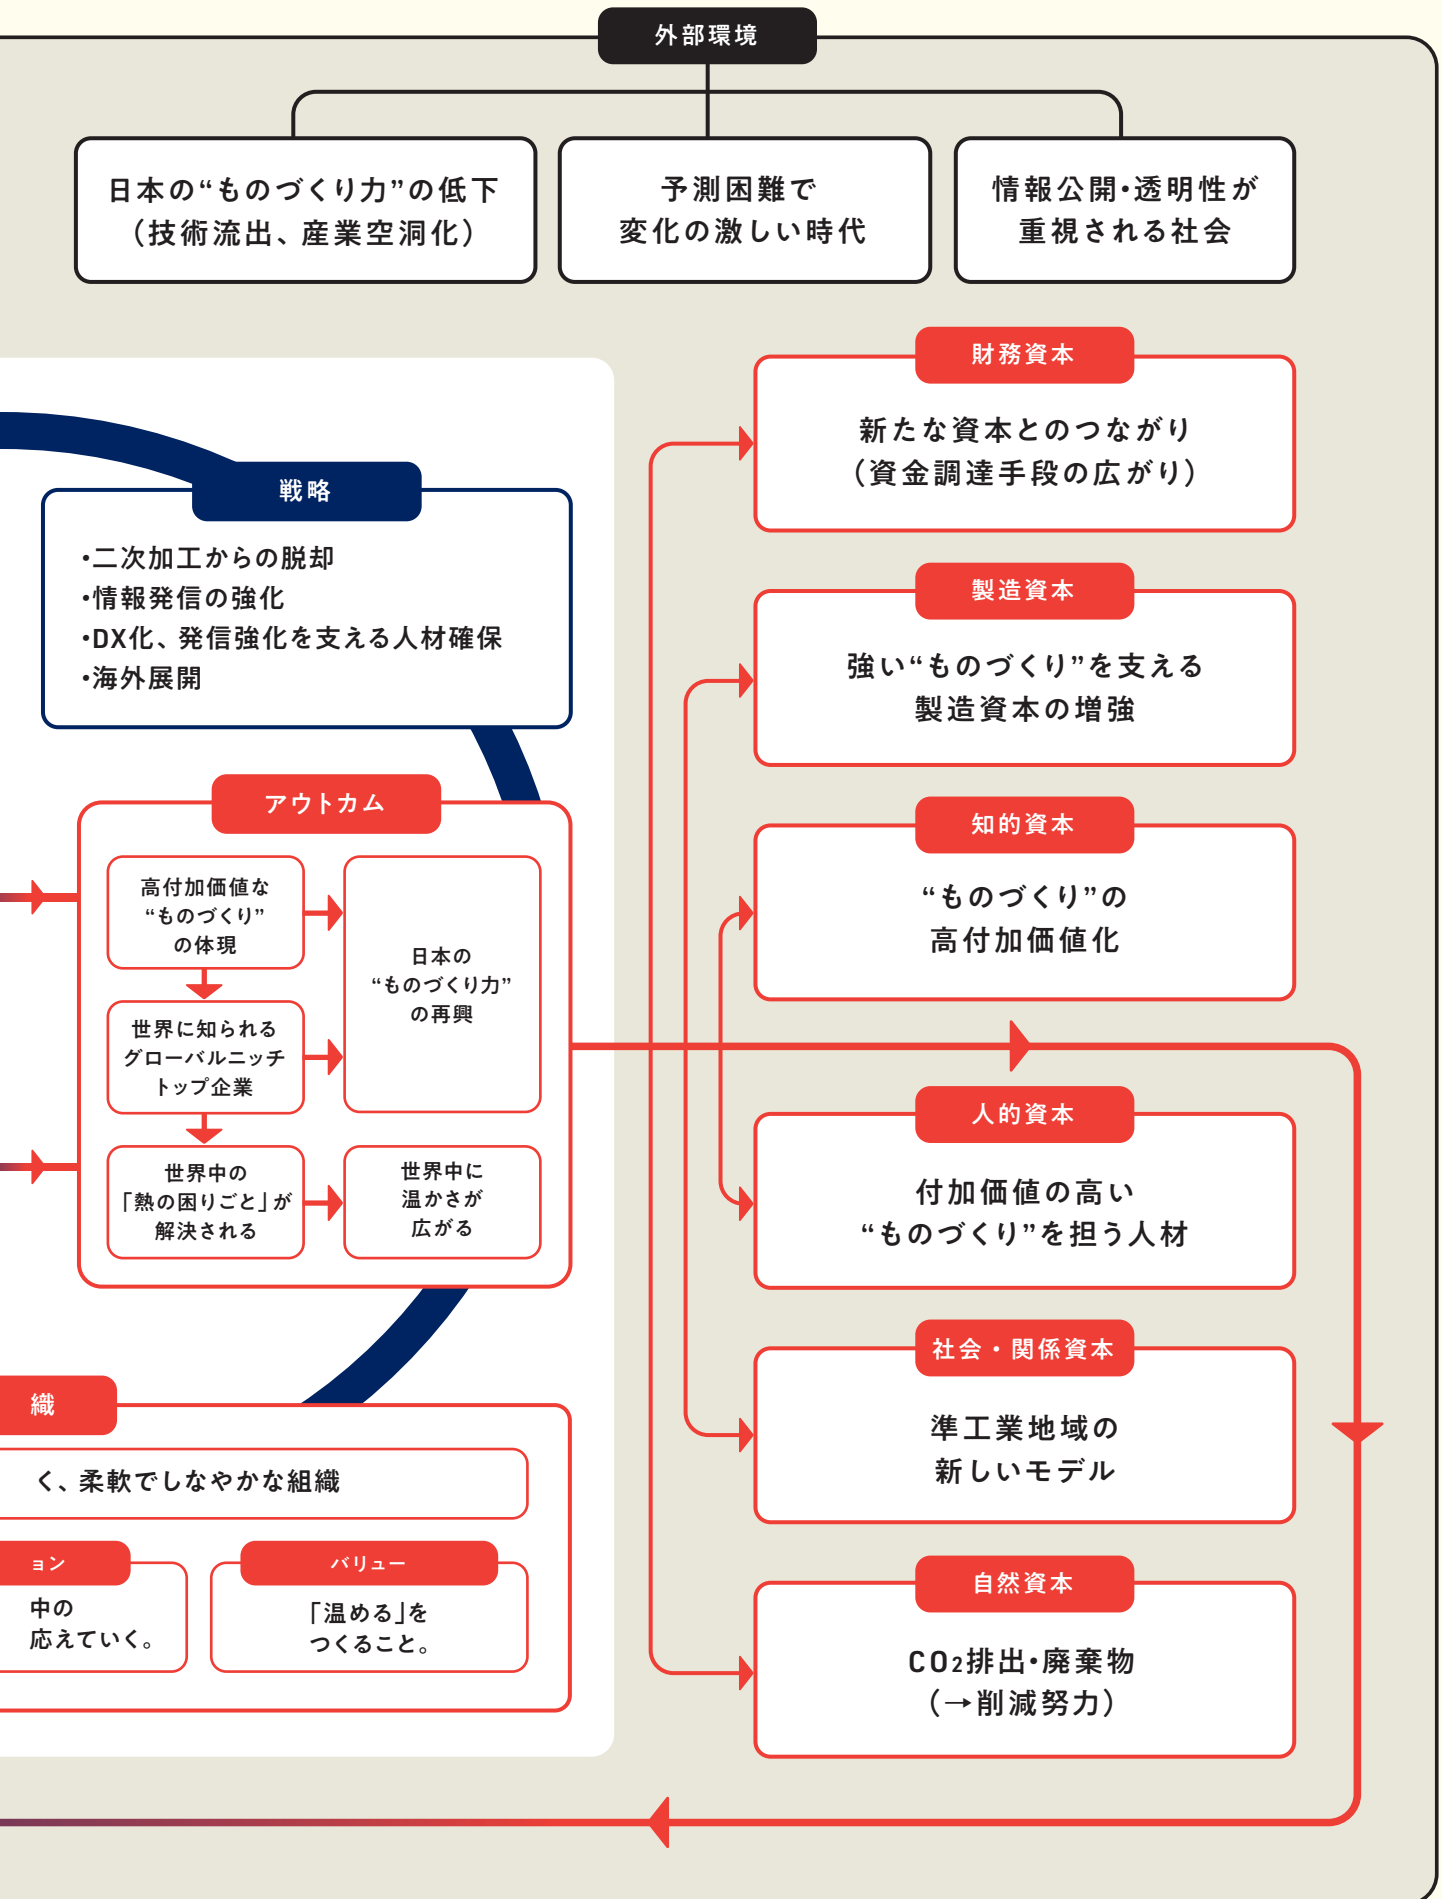 外部環境
日本の“ものづくり力”の低下
（技術流出、産業空洞化）
予測困難で
変化の激しい時代
情報公開・透明性が
重視される社会
戦略
・二次加工からの脱却
・情報発信の強化
・DX化、発信強化を支える人材確保
・海外展開
アウトカム
高付加価値な
“ものづくり”
の体現
世界に知られる
グローバルニッチ
トップ企業
世界中の
「熱の困りごと」が
解決される
日本の
“ものづくり力”
の再興
世界中に
温かさが
広がる
織
く、柔軟でしなやかな組織
ョン
中の
応えていく。
バリュー
「温める」を
つくること。
財務資本
新たな資本とのつながり
（資金調達手段の広がり）
製造資本
強い“ものづくり”を支える
製造資本の増強
知的資本
“ものづくり”の
高付加価値化
人的資本
付加価値の高い
“ものづくり”を担う人材
社会・関係資本
準工業地域の
新しいモデル
自然資本
CO₂排出・廃棄物
（→削減努力）